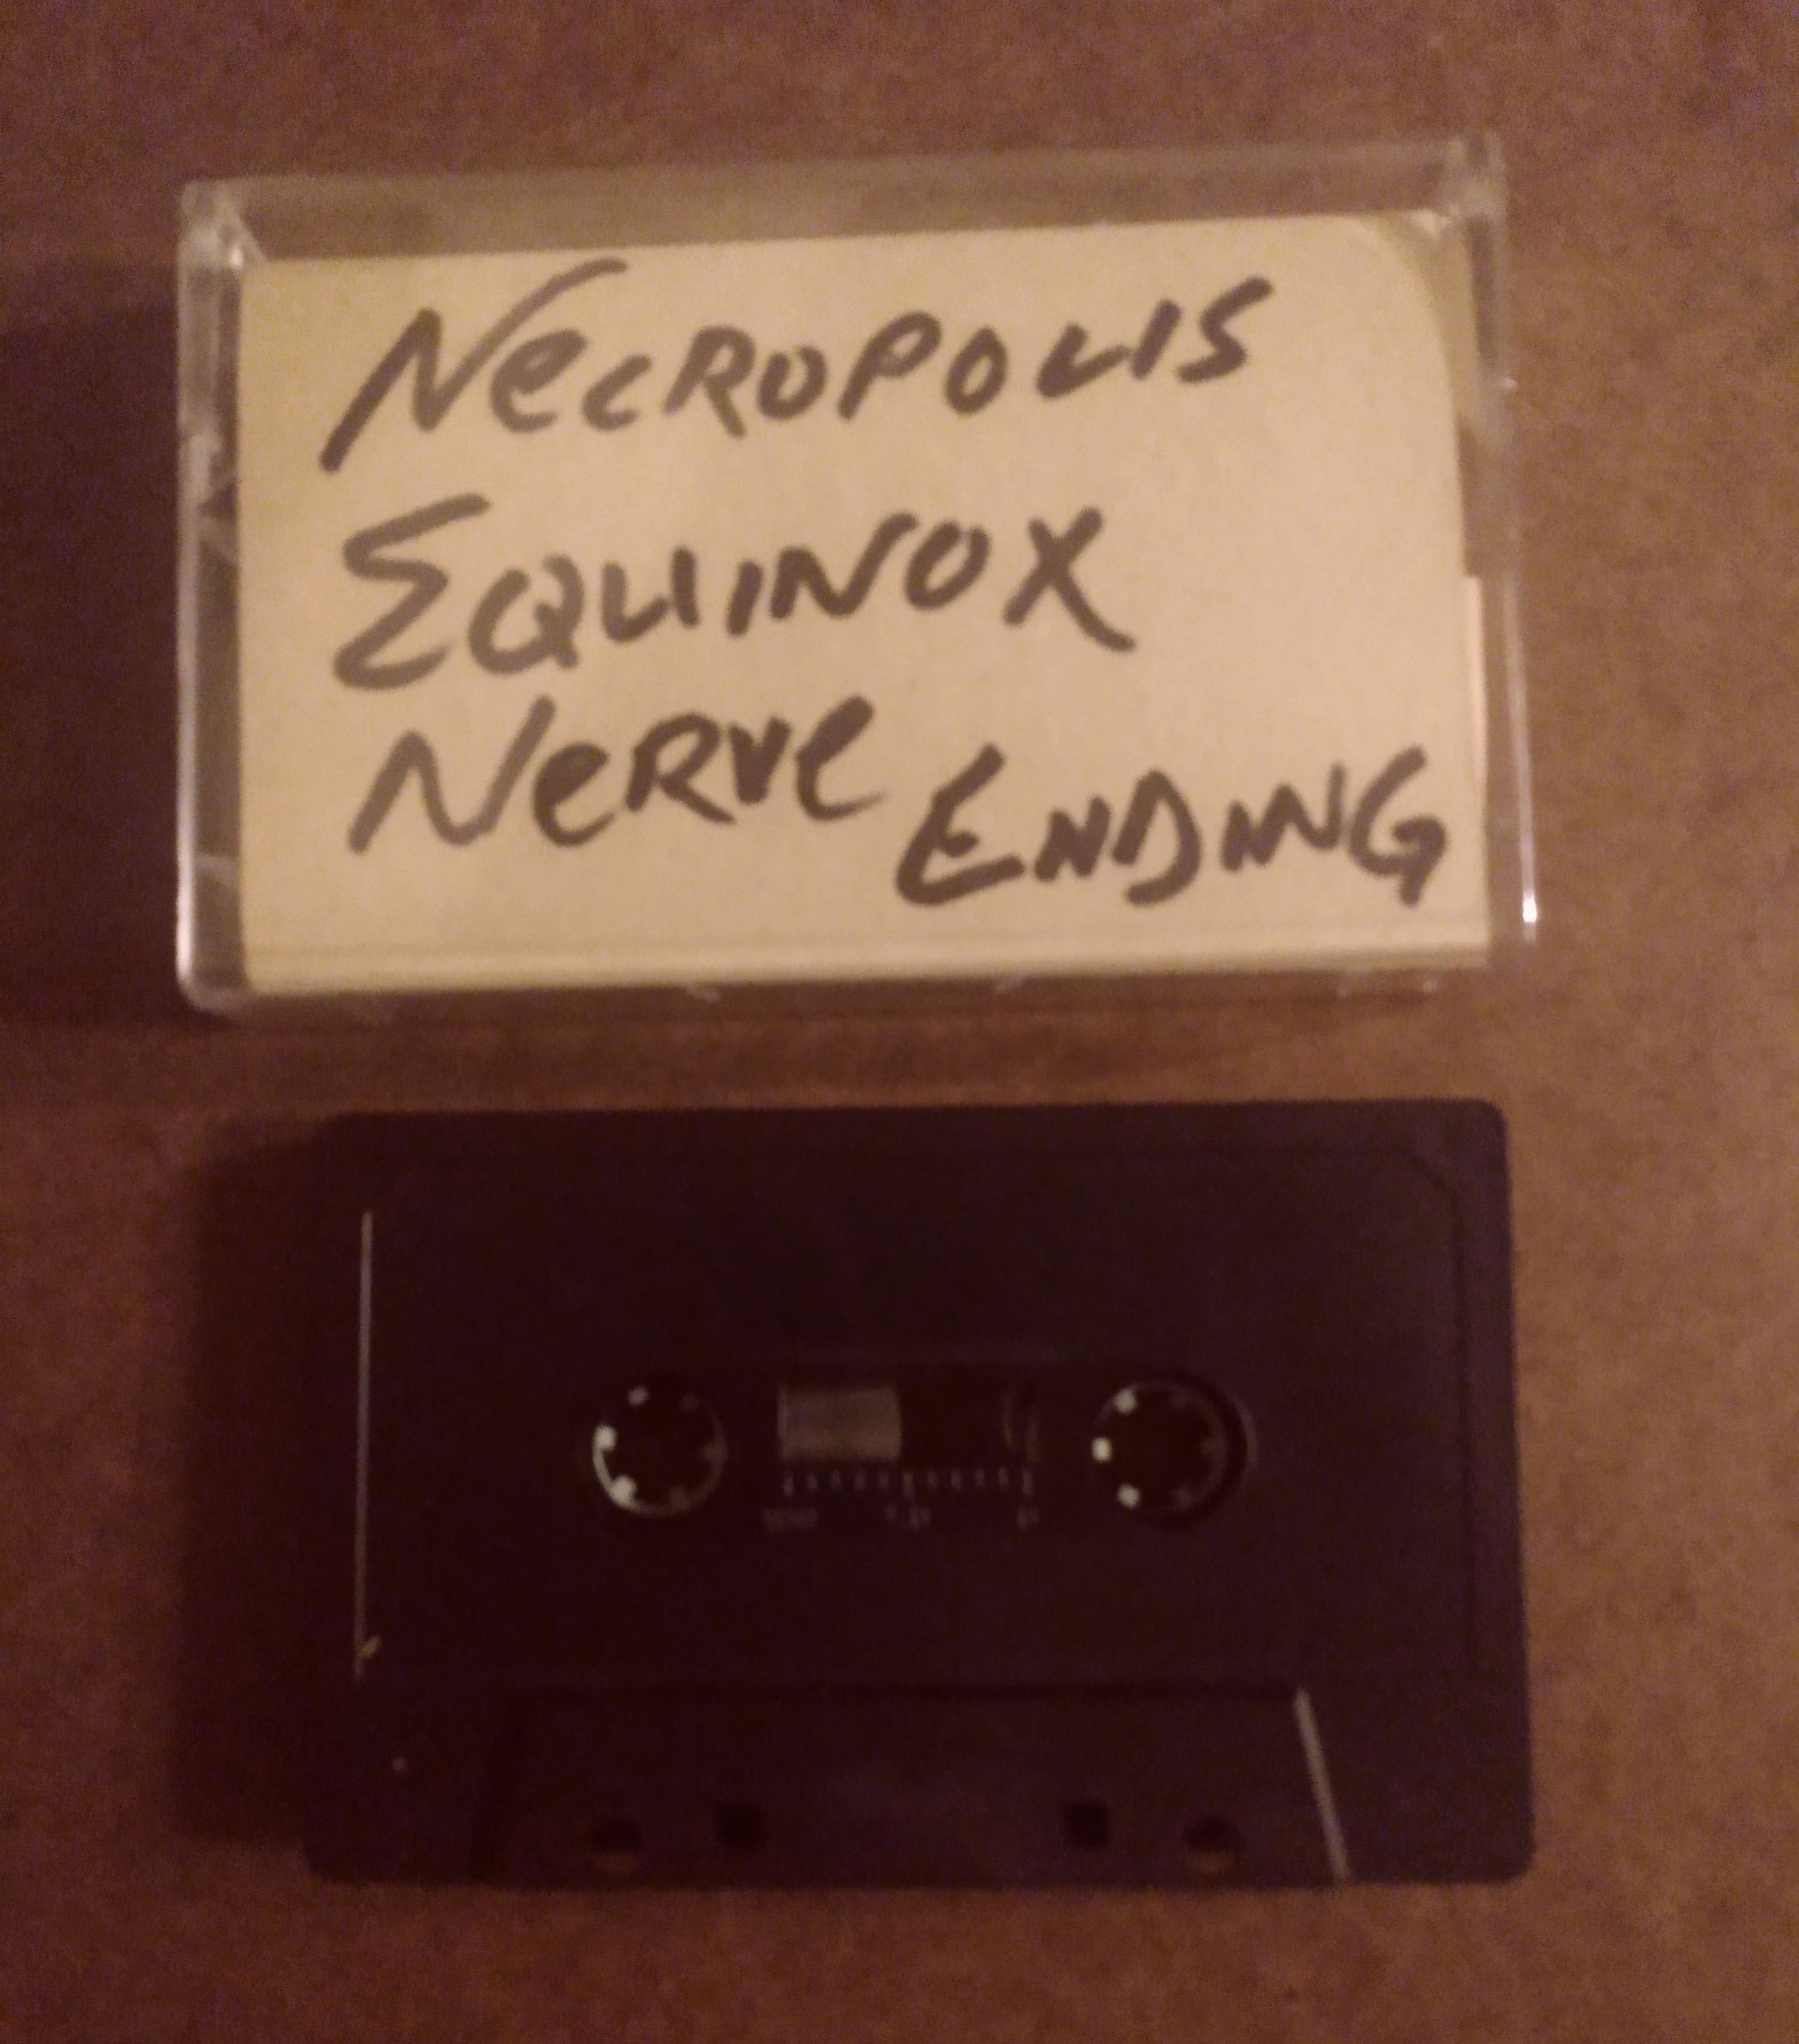 NeCROPOLIS
EQUINOX
NeRVe ENDING